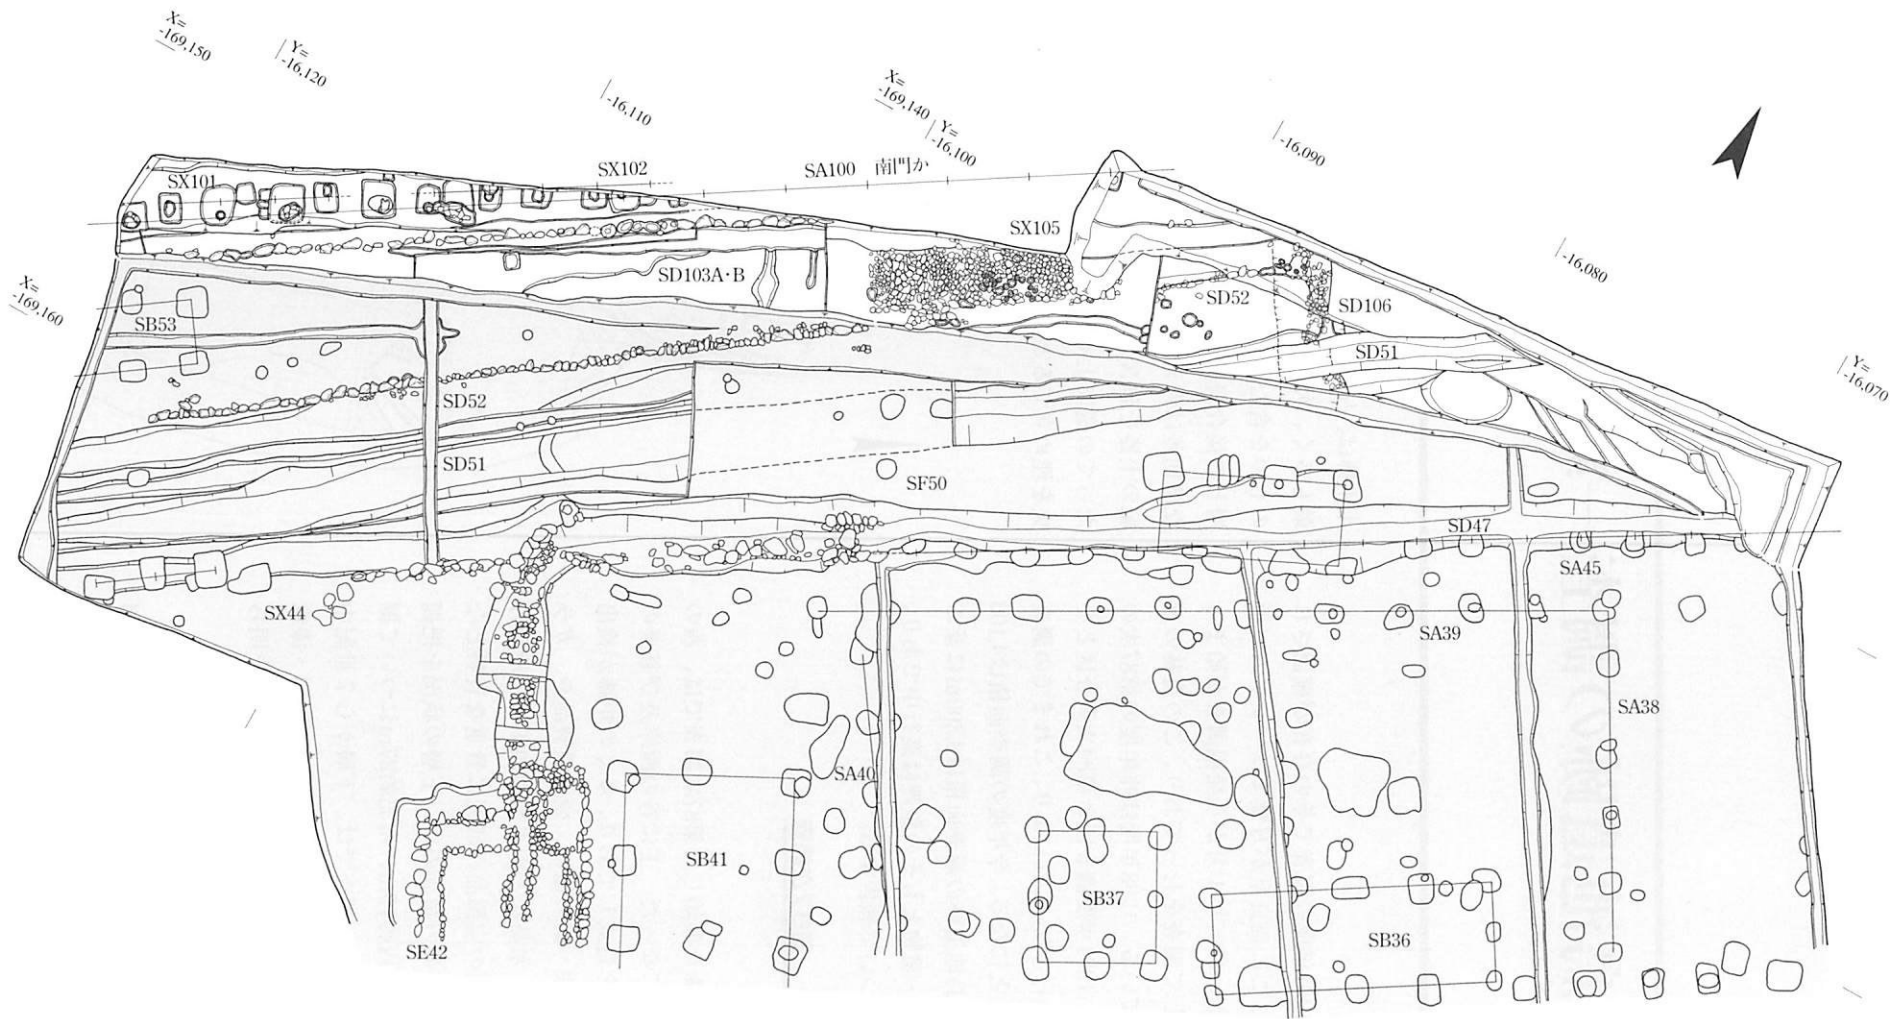 X=
-169,150
Y=
-16,120
-16,110
X=
-169,140
Y=
-16,100
-16,090
-16,080
Y=
-16,070
X=
-169,160
SX101
SX102
SA100 南門か
SX105
SD103A・B
SD52
SD106
SD51
SB53
SD52
SD51
SF50
SD47
SA45
SX44
SA39
SA38
SA40
SB41
SB37
SB36
SE42